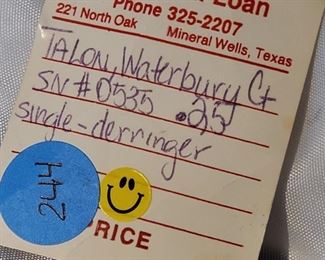 Loan
Phone 325-2207
221 North Oak Mineral Wells, Texas
TALON, Waterbury Ct
SN # 0535 .25
single-derringer
244
PRICE